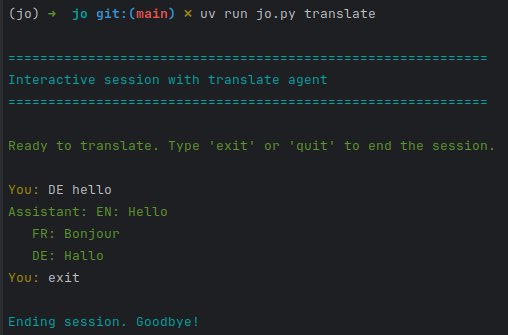 (jo) ➜ jo git:(main) ✗ uv run jo.py translate
============================================================
Interactive session with translate agent
============================================================
Ready to translate. Type 'exit' or 'quit' to end the session.
You: DE hello
Assistant: EN: Hello
FR: Bonjour
DE: Hallo
You: exit
Ending session. Goodbye!